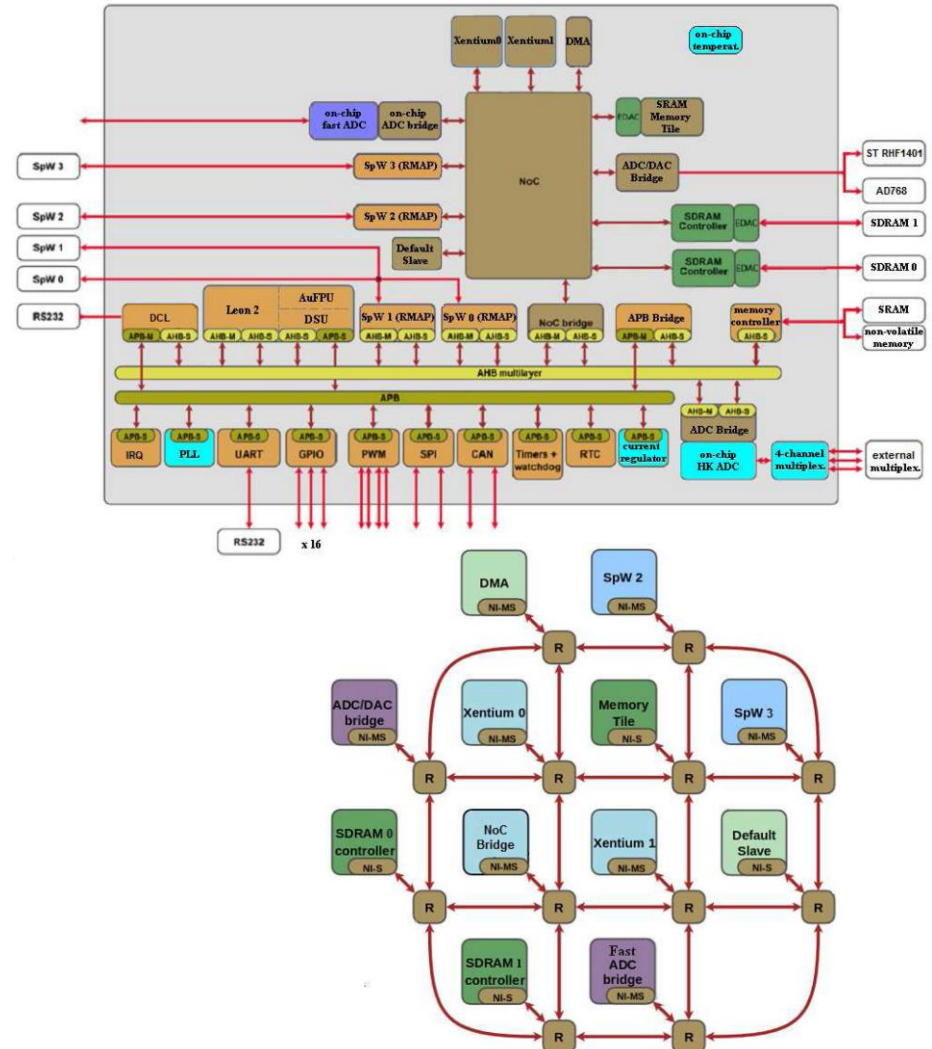 Xentium0
Xentium1
DMA
on-chip
temperat.
on-chip
fast ADC
on-chip
ADC bridge
EDAC
SRAM
Memory
Tile
ST RHF1401
SpW 3
SpW 3 (RMAP)
NoC
ADC/DAC
Bridge
AD768
SpW 2
SpW 2 (RMAP)
SDRAM
Controller
EDAC
SDRAM 1
SpW 1
Default
Slave
SDRAM
Controller
EDAC
SDRAM 0
SpW 0
RS232
DCL
APB-M
AHB-S
Leon 2
AuFPU
DSU
AHB-M
AHB-S
AHB-S
APB-S
SpW 1 (RMAP)
AHB-M
AHB-S
SpW 0 (RMAP)
AHB-M
AHB-S
NoC bridge
AHB-M
AHB-S
APB Bridge
APB-M
AHB-S
memory
controller
AHB-S
SRAM
non-volatile
memory
AHB multilayer
APB
AHB-M
AHB-S
ADC Bridge
APB-S
IRQ
APB-S
PLL
APB-S
UART
APB-S
GPIO
APB-S
PWM
APB-S
SPI
APB-S
CAN
APB-S
Timers +
watchdog
APB-S
RTC
APB-S
current
regulator
on-chip
HK ADC
4-channel
multiplex.
external
multiplex.
RS232
x 16
DMA
NI-MS
SpW 2
NI-MS
R
R
ADC/DAC
bridge
NI-MS
Xentium 0
NI-MS
Memory
Tile
NI-S
SpW 3
NI-MS
R
R
R
R
SDRAM 0
controller
NI-S
NoC
Bridge
NI-MS
Xentium 1
NI-MS
Default
Slave
NI-S
R
R
R
R
SDRAM 1
controller
NI-S
Fast
ADC
bridge
NI-MS
R
R